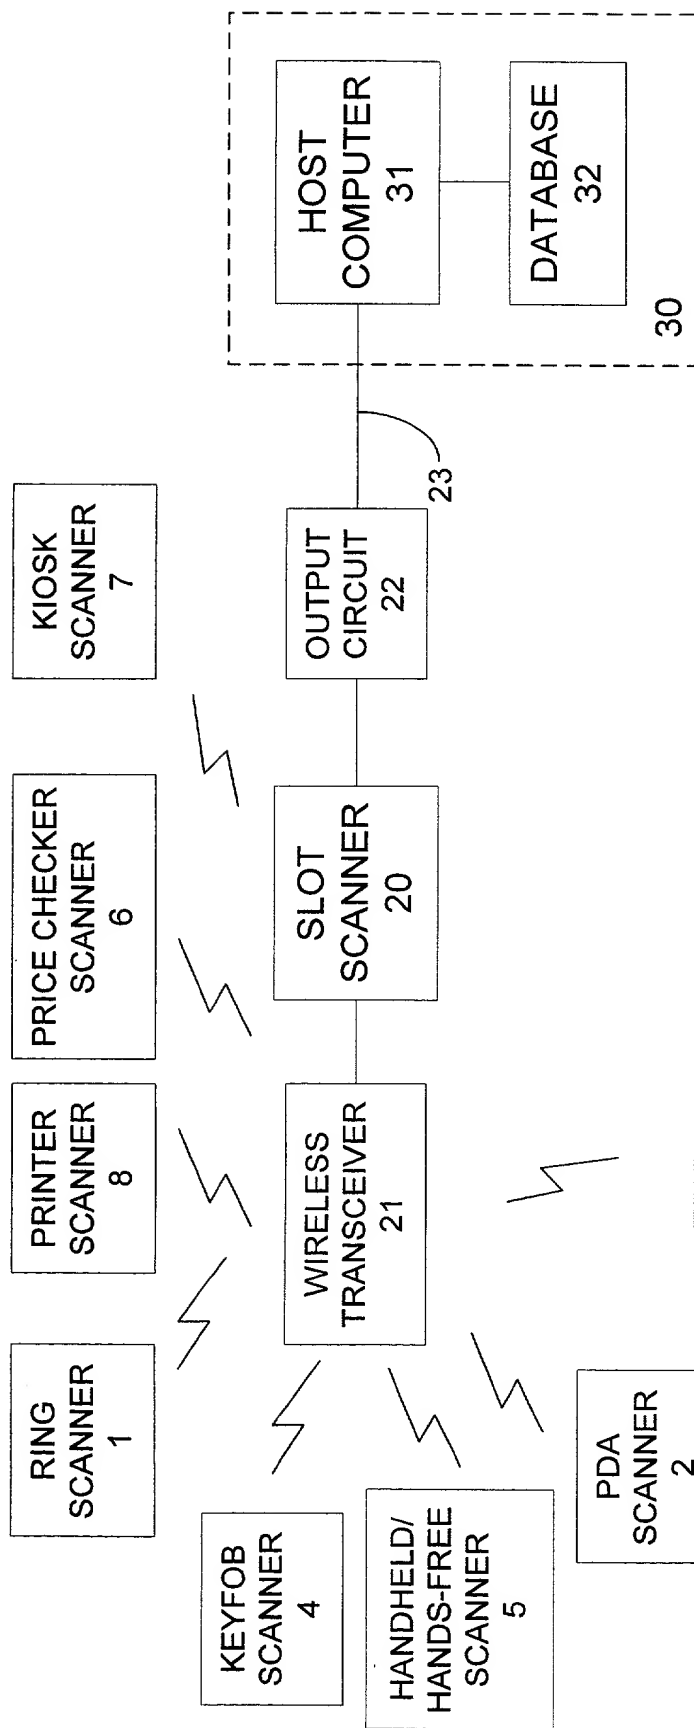 RING
SCANNER
1
PRINTER
SCANNER
8
PRICE CHECKER
SCANNER
6
KIOSK
SCANNER
7
KEYFOB
SCANNER
4
HANDHELD/
HANDS-FREE
SCANNER
5
PDA
SCANNER
2
WIRELESS
TRANSCEIVER
21
SLOT
SCANNER
20
OUTPUT
CIRCUIT
22
23
HOST
COMPUTER
31
DATABASE
32
30